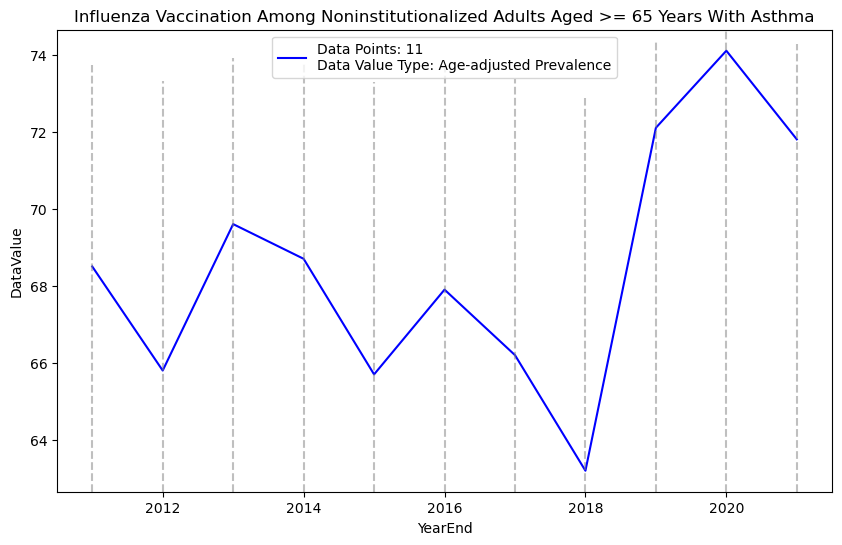 Influenza Vaccination Among Noninstitutionalized Adults Aged >= 65 Years With Asthma
Data Points: 11
Data Value Type: Age-adjusted Prevalence
DataValue
74
72
70
68
66
64
2012
2014
2016
2018
2020
YearEnd